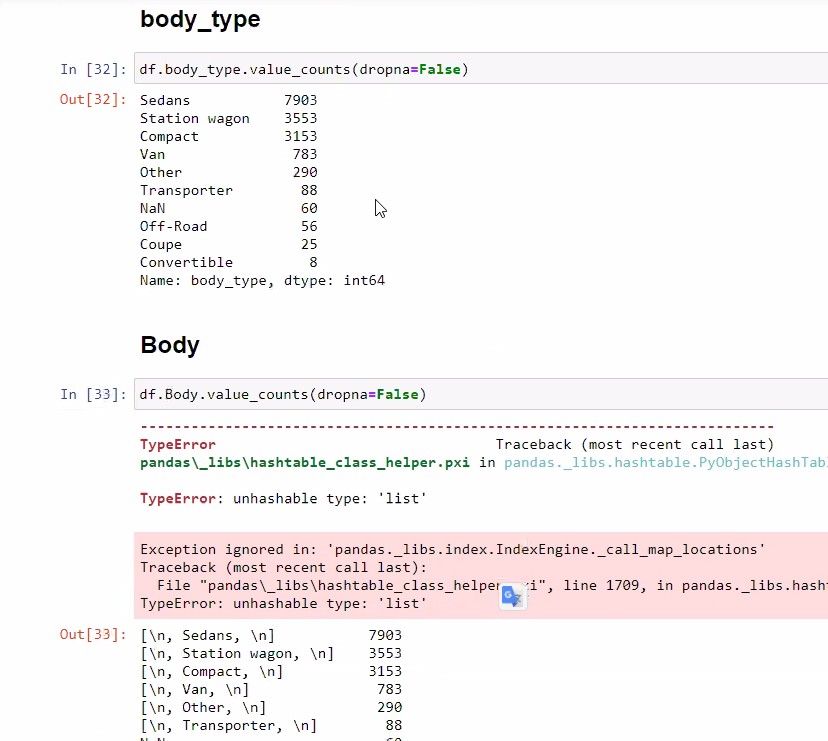 body_type
In [32]: df.body_type.value_counts(dropna=False)
Out[32]: Sedans 7903
Station wagon 3553
Compact 3153
Van 783
Other 290
Transporter 88
NaN 60
Off-Road 56
Coupe 25
Convertible 8
Name: body_type, dtype: int64
Body
In [33]: df.Body.value_counts(dropna=False)
---------------------------------------------------------------------------
TypeError Traceback (most recent call last)
pandas\_libs\hashtable_class_helper.pxi in pandas._libs.hashtable.PyObjectHashTab
TypeError: unhashable type: 'list'
Exception ignored in: 'pandas._libs.index.IndexEngine._call_map_locations'
Traceback (most recent call last):
File "pandas\_libs\hashtable_class_helper.pxi", line 1709, in pandas._libs.hasht
TypeError: unhashable type: 'list'
Out[33]: [\n, Sedans, \n] 7903
[\n, Station wagon, \n] 3553
[\n, Compact, \n] 3153
[\n, Van, \n] 783
[\n, Other, \n] 290
[\n, Transporter, \n] 88